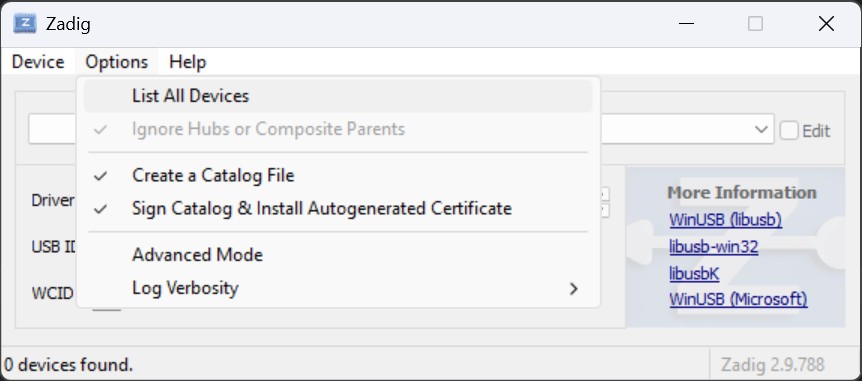 Zadig
Device Options Help
List All Devices
Ignore Hubs or Composite Parents
Edit
Create a Catalog File
Sign Catalog & Install Autogenerated Certificate
Advanced Mode
Log Verbosity
Driver
USB ID
WCID
More Information
WinUSB (libusb)
libusb-win32
libusbK
WinUSB (Microsoft)
0 devices found.
Zadig 2.9.788